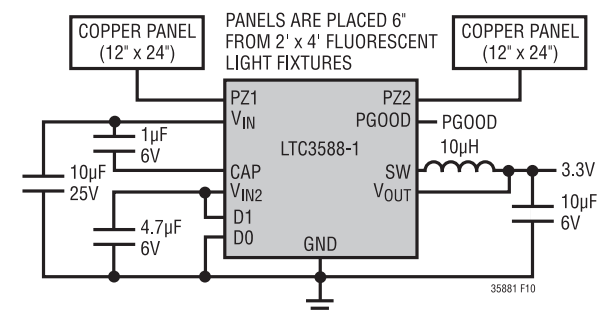 COPPER PANEL
(12" x 24")
PANELS ARE PLACED 6"
FROM 2' x 4' FLUORESCENT
LIGHT FIXTURES
COPPER PANEL
(12" x 24")
PZ1
PZ2
VIN
PGOOD
PGOOD
LTC3588-1
1µF
6V
10µH
10µF
25V
CAP
SW
3.3V
VIN2
VOUT
10µF
6V
4.7µF
6V
D1
D0
GND
35881 F10